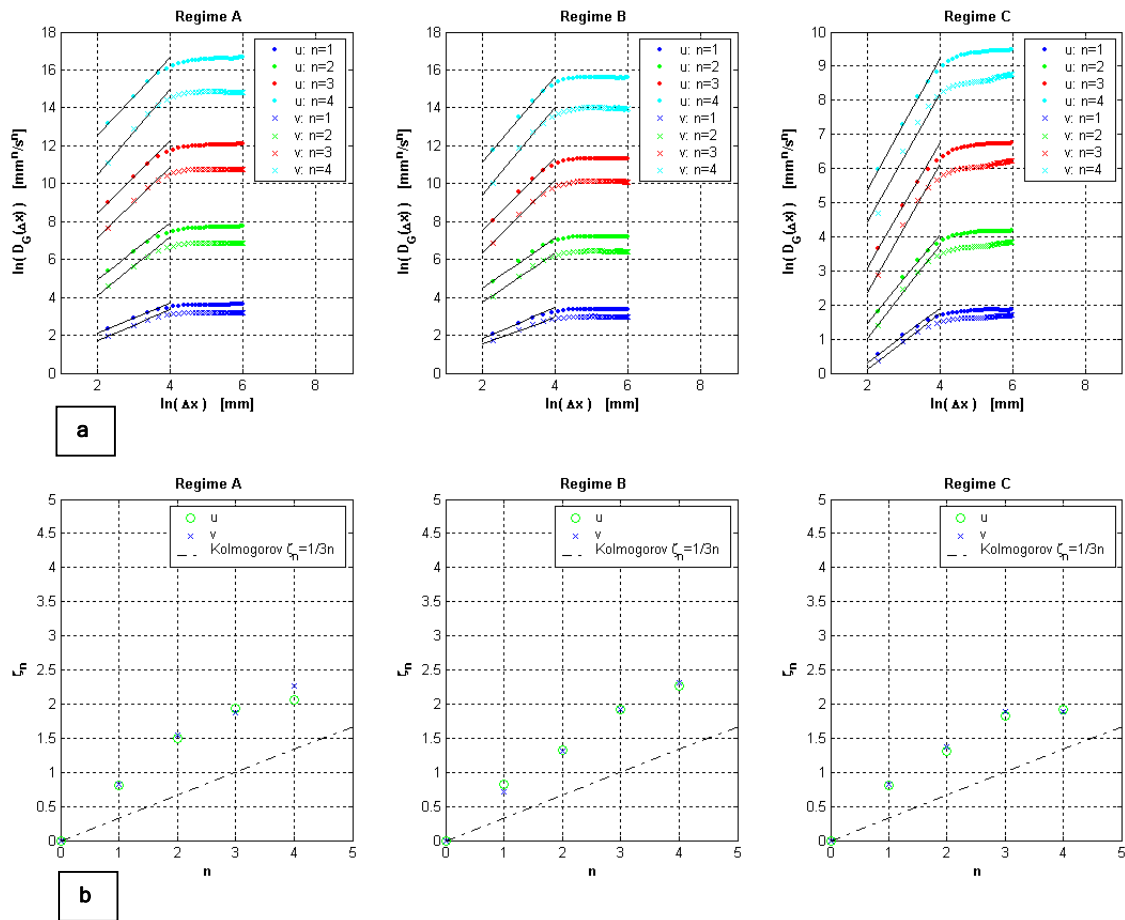 Regime A
18
16
14
12
10
8
6
4
2
0
2
4
6
8
ln( Δx ) [mm]
ln( D_G(Δx) ) [mm^n/s^n]
u: n=1
u: n=2
u: n=3
u: n=4
v: n=1
v: n=2
v: n=3
v: n=4
Regime B
18
16
14
12
10
8
6
4
2
0
2
4
6
8
ln( Δx ) [mm]
ln( D_G(Δx) ) [mm^n/s^n]
u: n=1
u: n=2
u: n=3
u: n=4
v: n=1
v: n=2
v: n=3
v: n=4
Regime C
10
9
8
7
6
5
4
3
2
1
0
2
4
6
8
ln( Δx ) [mm]
ln( D_G(Δx) ) [mm^n/s^n]
u: n=1
u: n=2
u: n=3
u: n=4
v: n=1
v: n=2
v: n=3
v: n=4
a
Regime A
5
4.5
4
3.5
3
2.5
2
1.5
1
0.5
0
0
1
2
3
4
5
n
ζ_n
u
v
Kolmogorov ζ_n=1/3n
Regime B
5
4.5
4
3.5
3
2.5
2
1.5
1
0.5
0
0
1
2
3
4
5
n
ζ_n
u
v
Kolmogorov ζ_n=1/3n
Regime C
5
4.5
4
3.5
3
2.5
2
1.5
1
0.5
0
0
1
2
3
4
5
n
ζ_n
u
v
Kolmogorov ζ_n=1/3n
b